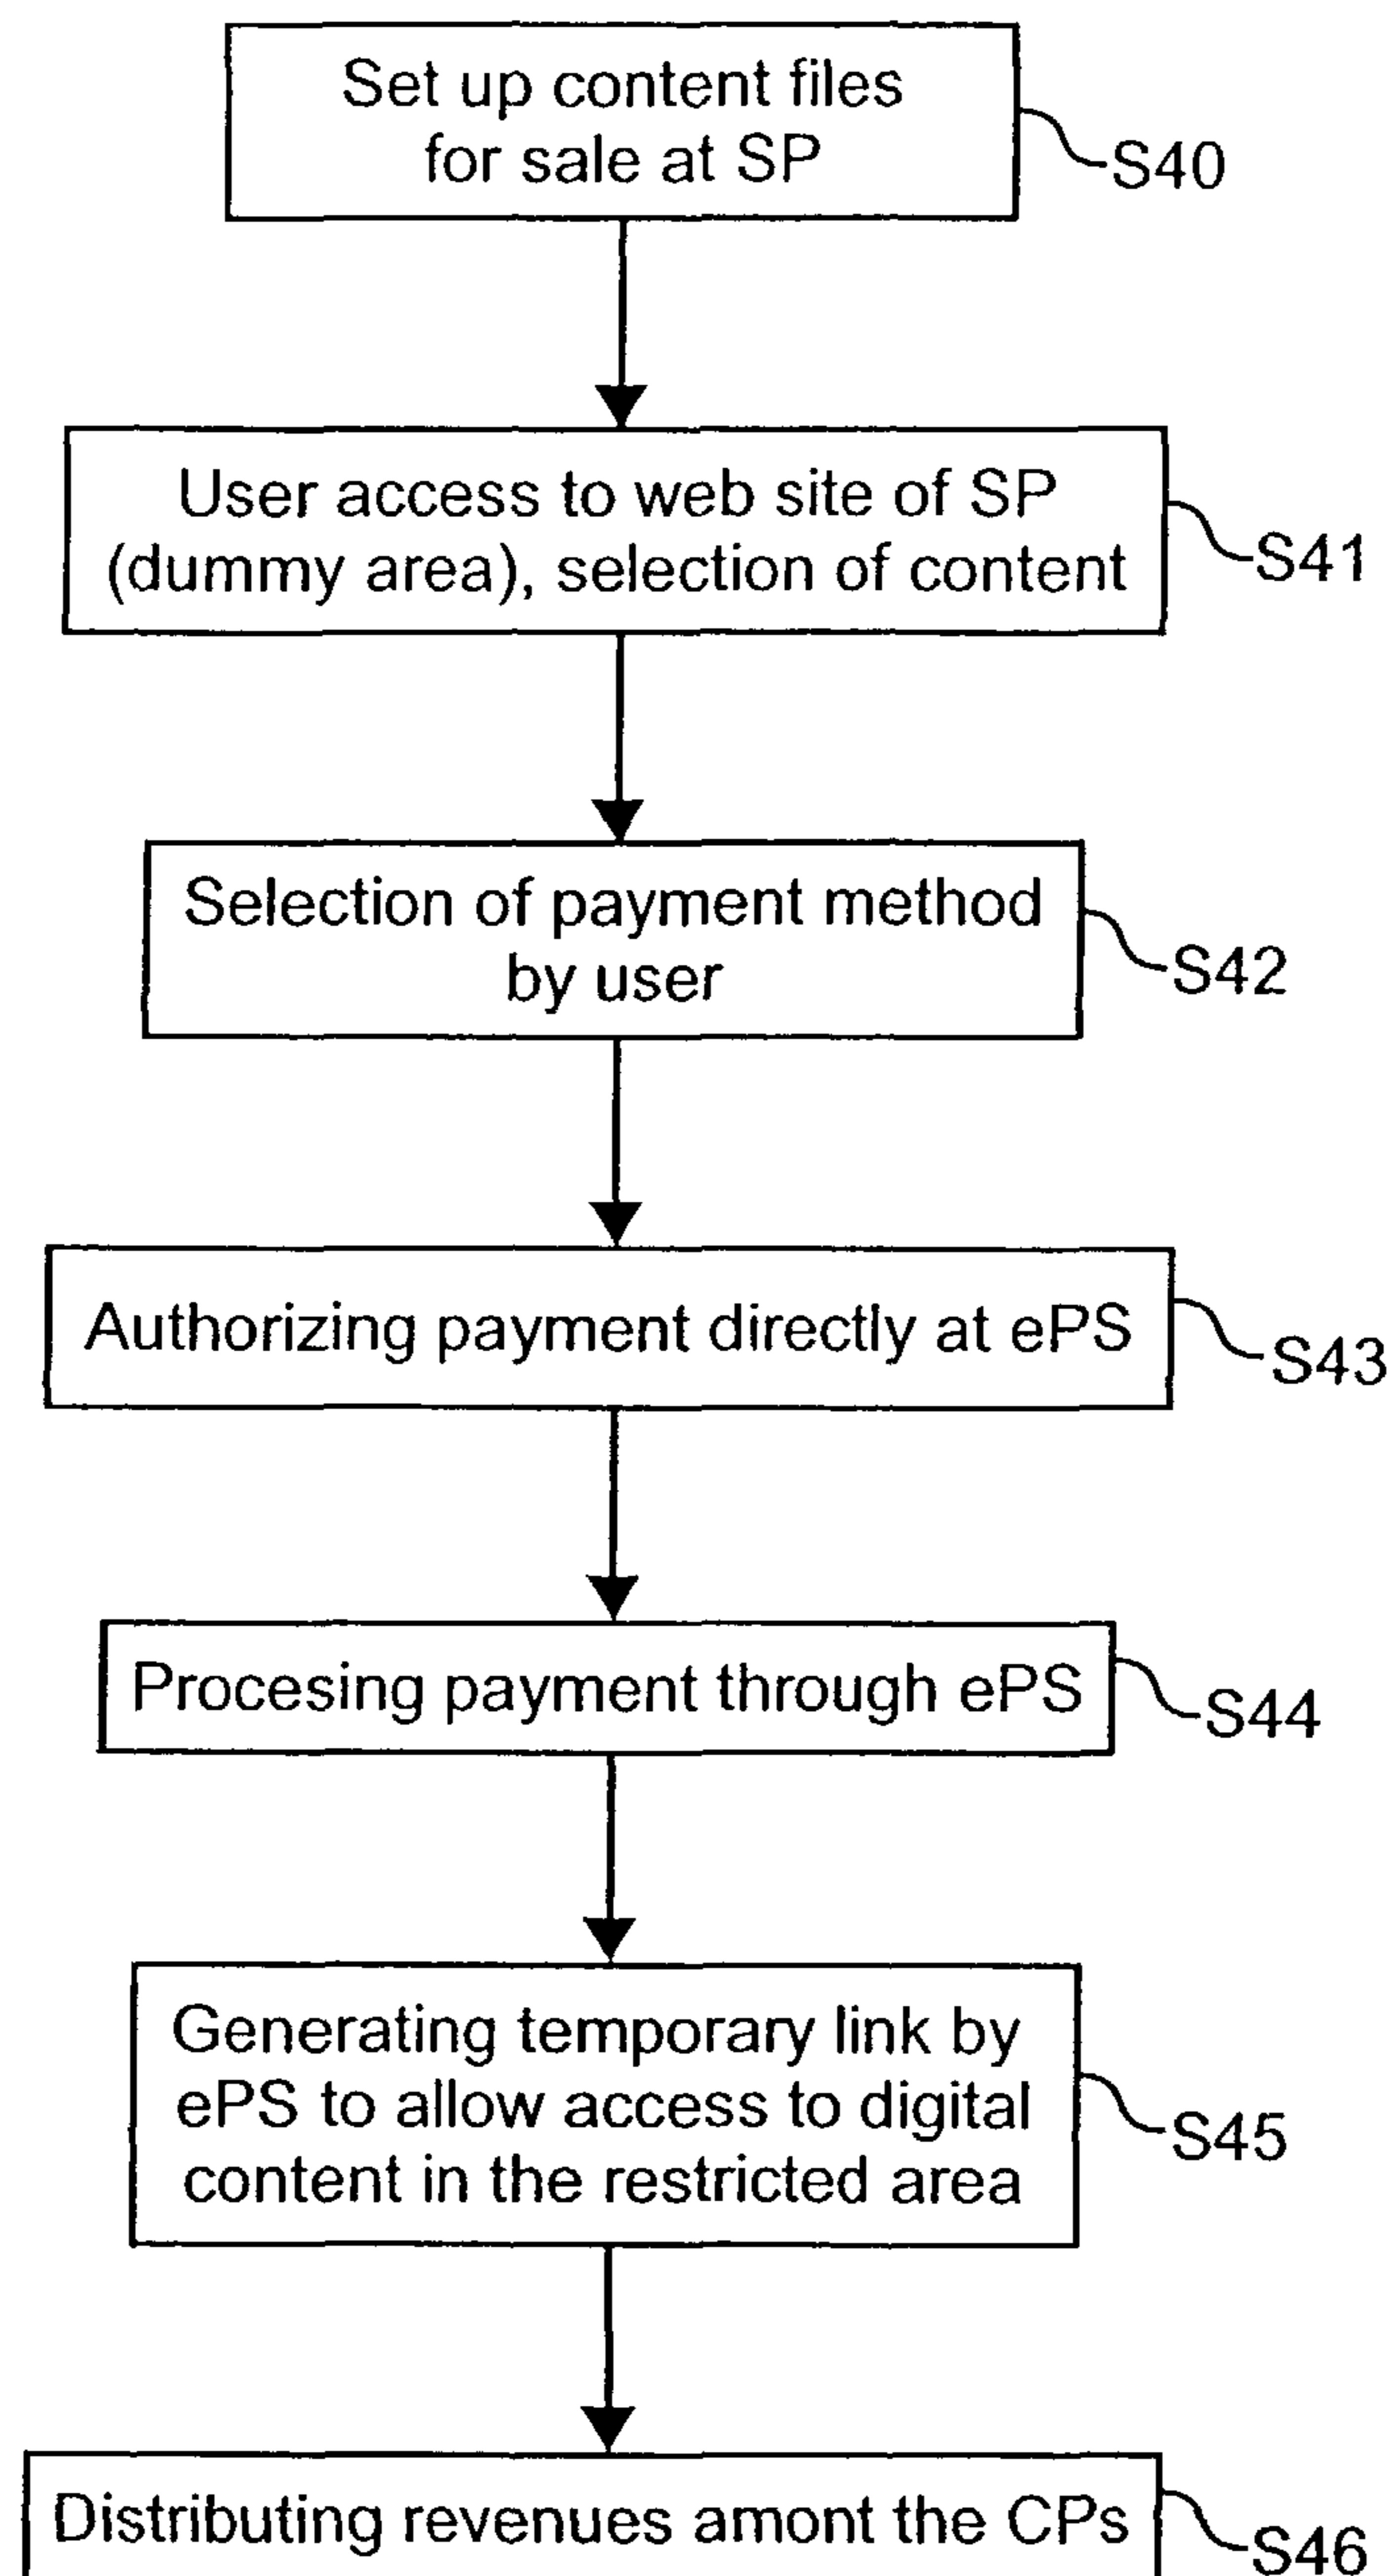 Set up content files
for sale at SP
S40
User access to web site of SP
(dummy area), selection of content
S41
Selection of payment method
by user
S42
Authorizing payment directly at ePS
S43
Procesing payment through ePS
S44
Generating temporary link by
ePS to allow access to digital
content in the restricted area
S45
Distributing revenues amont the CPs
S46